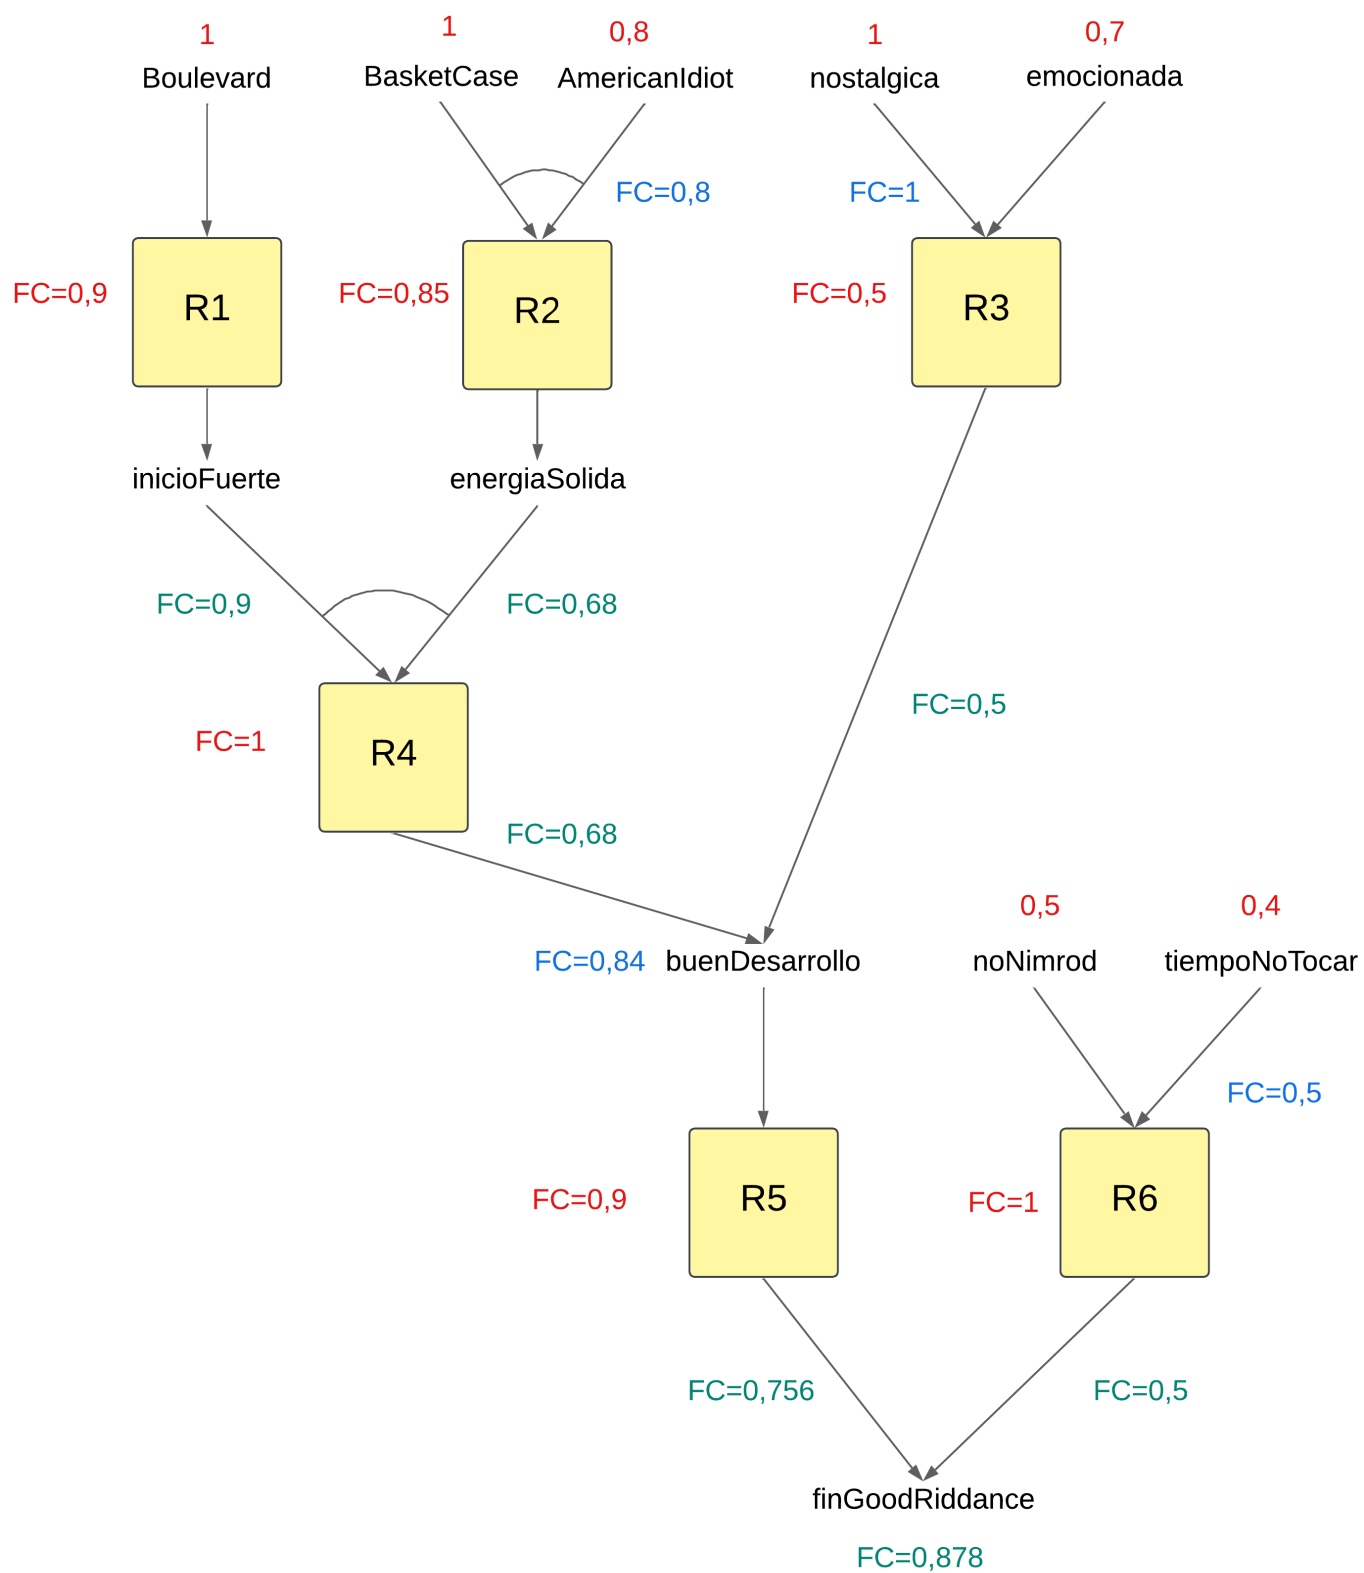 1
1
0,8
1
0,7
Boulevard
BasketCase
AmericanIdiot
nostalgica
emocionada
FC=0,8
FC=1
FC=0,9
R1
FC=0,85
R2
FC=0,5
R3
inicioFuerte
energiaSolida
FC=0,9
FC=0,68
FC=0,5
FC=1
R4
FC=0,68
0,5
0,4
FC=0,84
buenDesarrollo
noNimrod
tiempoNoTocar
FC=0,5
FC=0,9
R5
FC=1
R6
FC=0,756
FC=0,5
finGoodRiddance
FC=0,878